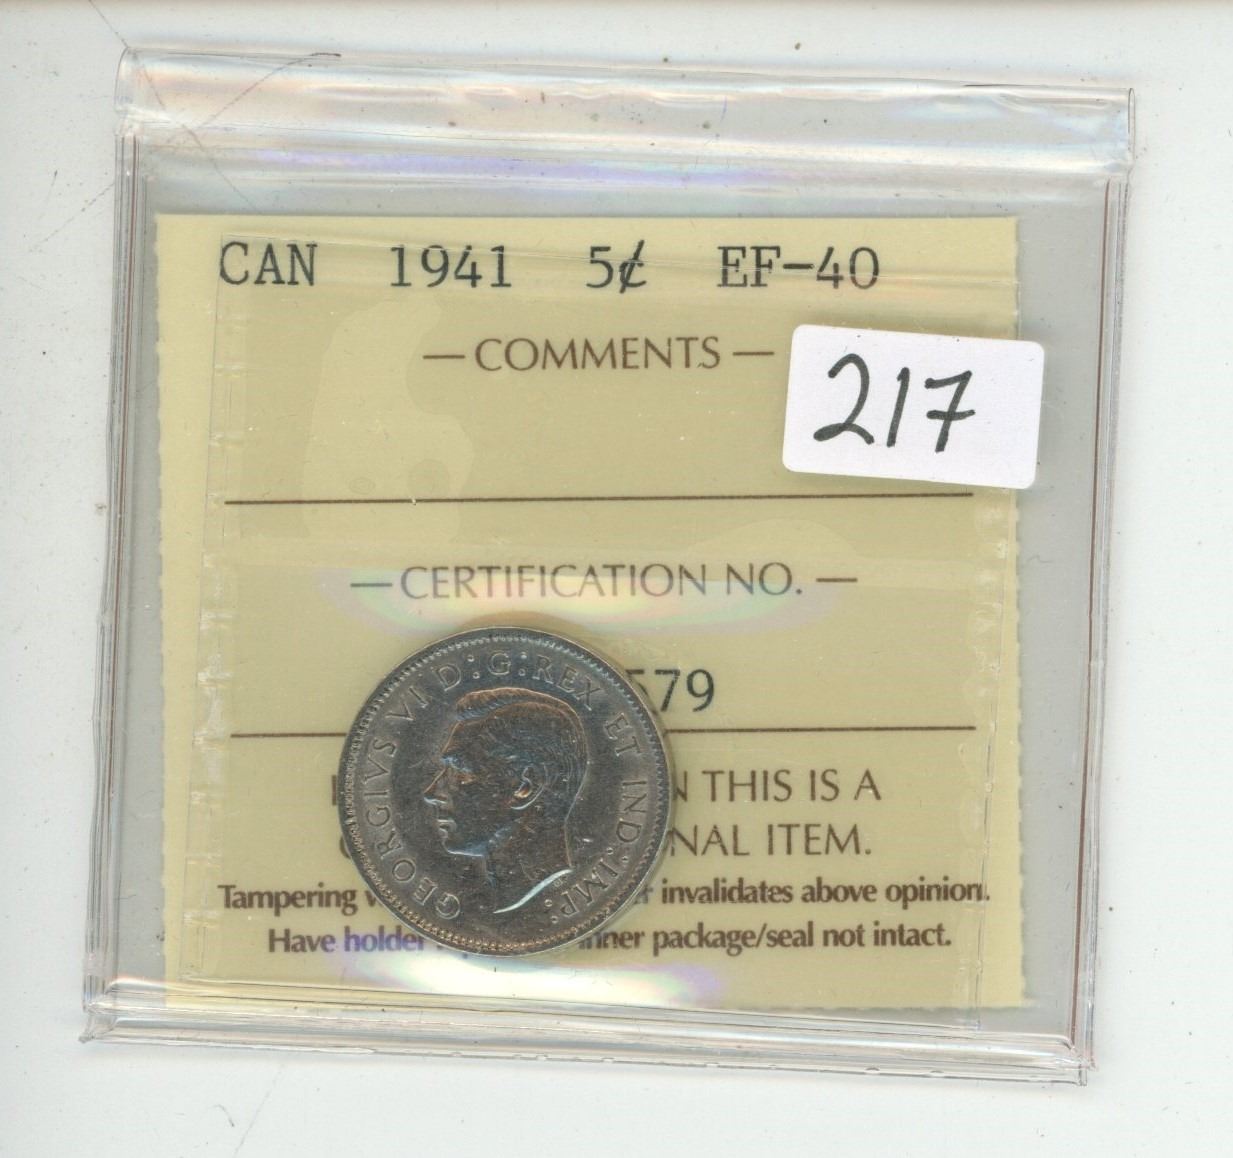 CAN 1941 5¢ EF-40
— COMMENTS —
217
— CERTIFICATION NO. —
579
THIS IS A
NAL ITEM.
Tampering invalidates above opinion.
Have holder inner package/seal not intact.
GEORGIVS VI D:G:REX ET IND:IMP: